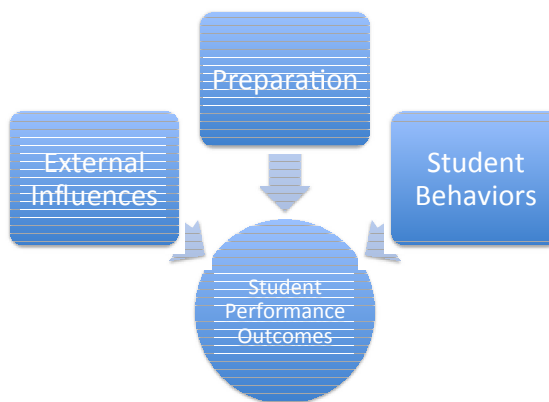 Preparation
External
Influences
Student
Behaviors
Student
Performance
Outcomes